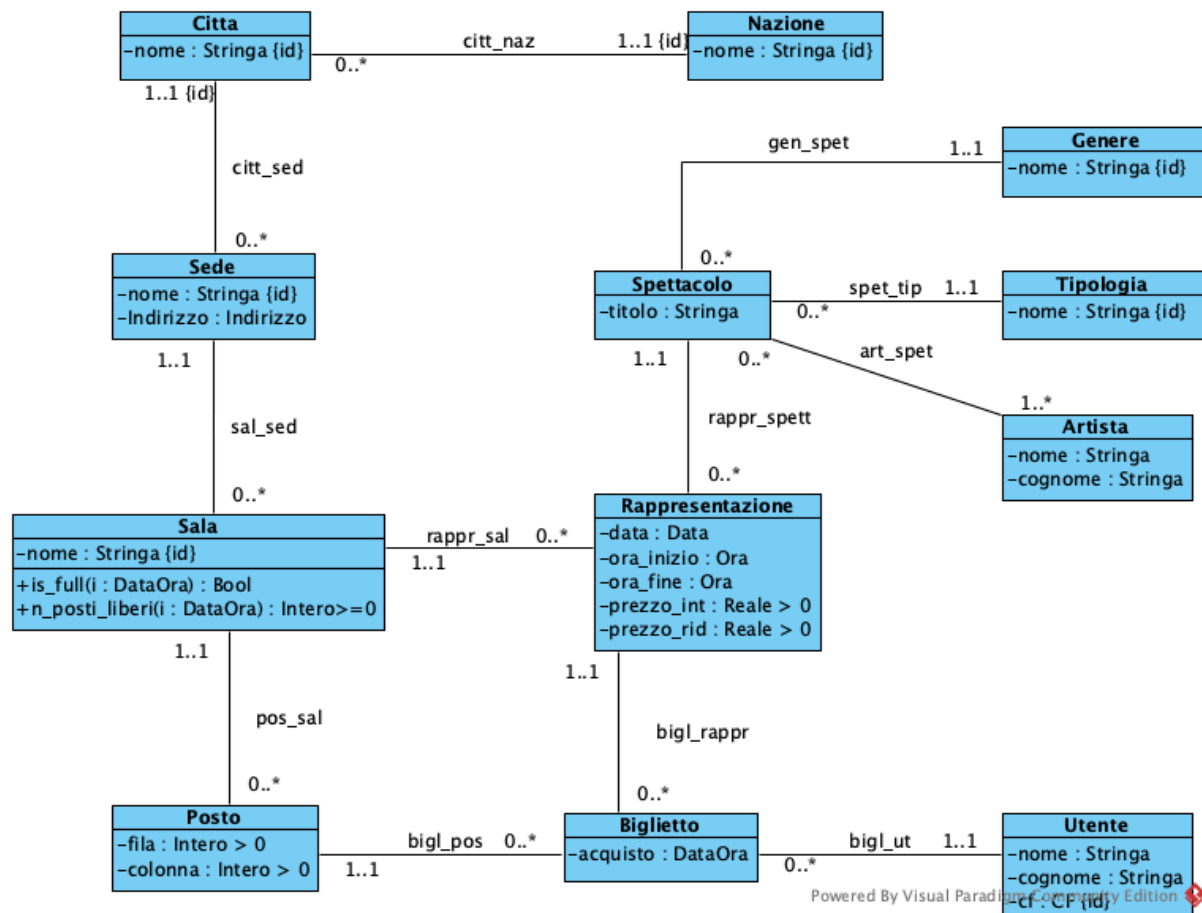 Citta
-nome : Stringa {id}
citt_naz
1..1 {id}
0..*
Nazione
-nome : Stringa {id}
1..1 {id}
citt_sed
0..*
gen_spet
1..1
0..*
Genere
-nome : Stringa {id}
Sede
-nome : Stringa {id}
-Indirizzo : Indirizzo
Spettacolo
-titolo : Stringa
spet_tip
1..1
0..*
Tipologia
-nome : Stringa {id}
1..1
sal_sed
0..*
1..1
0..*
art_spet
1..*
rappr_spett
0..*
Artista
-nome : Stringa
-cognome : Stringa
Sala
-nome : Stringa {id}
+is_full(i : DataOra) : Bool
+n_posti_liberi(i : DataOra) : Intero>=0
rappr_sal
0..*
1..1
Rappresentazione
-data : Data
-ora_inizio : Ora
-ora_fine : Ora
-prezzo_int : Reale > 0
-prezzo_rid : Reale > 0
1..1
pos_sal
0..*
1..1
bigl_rappr
0..*
Posto
-fila : Intero > 0
-colonna : Intero > 0
bigl_pos
0..*
1..1
Biglietto
-acquisto : DataOra
bigl_ut
1..1
0..*
Utente
-nome : Stringa
-cognome : Stringa
-cf : CF {id}
Powered By Visual Paradigm Community Edition